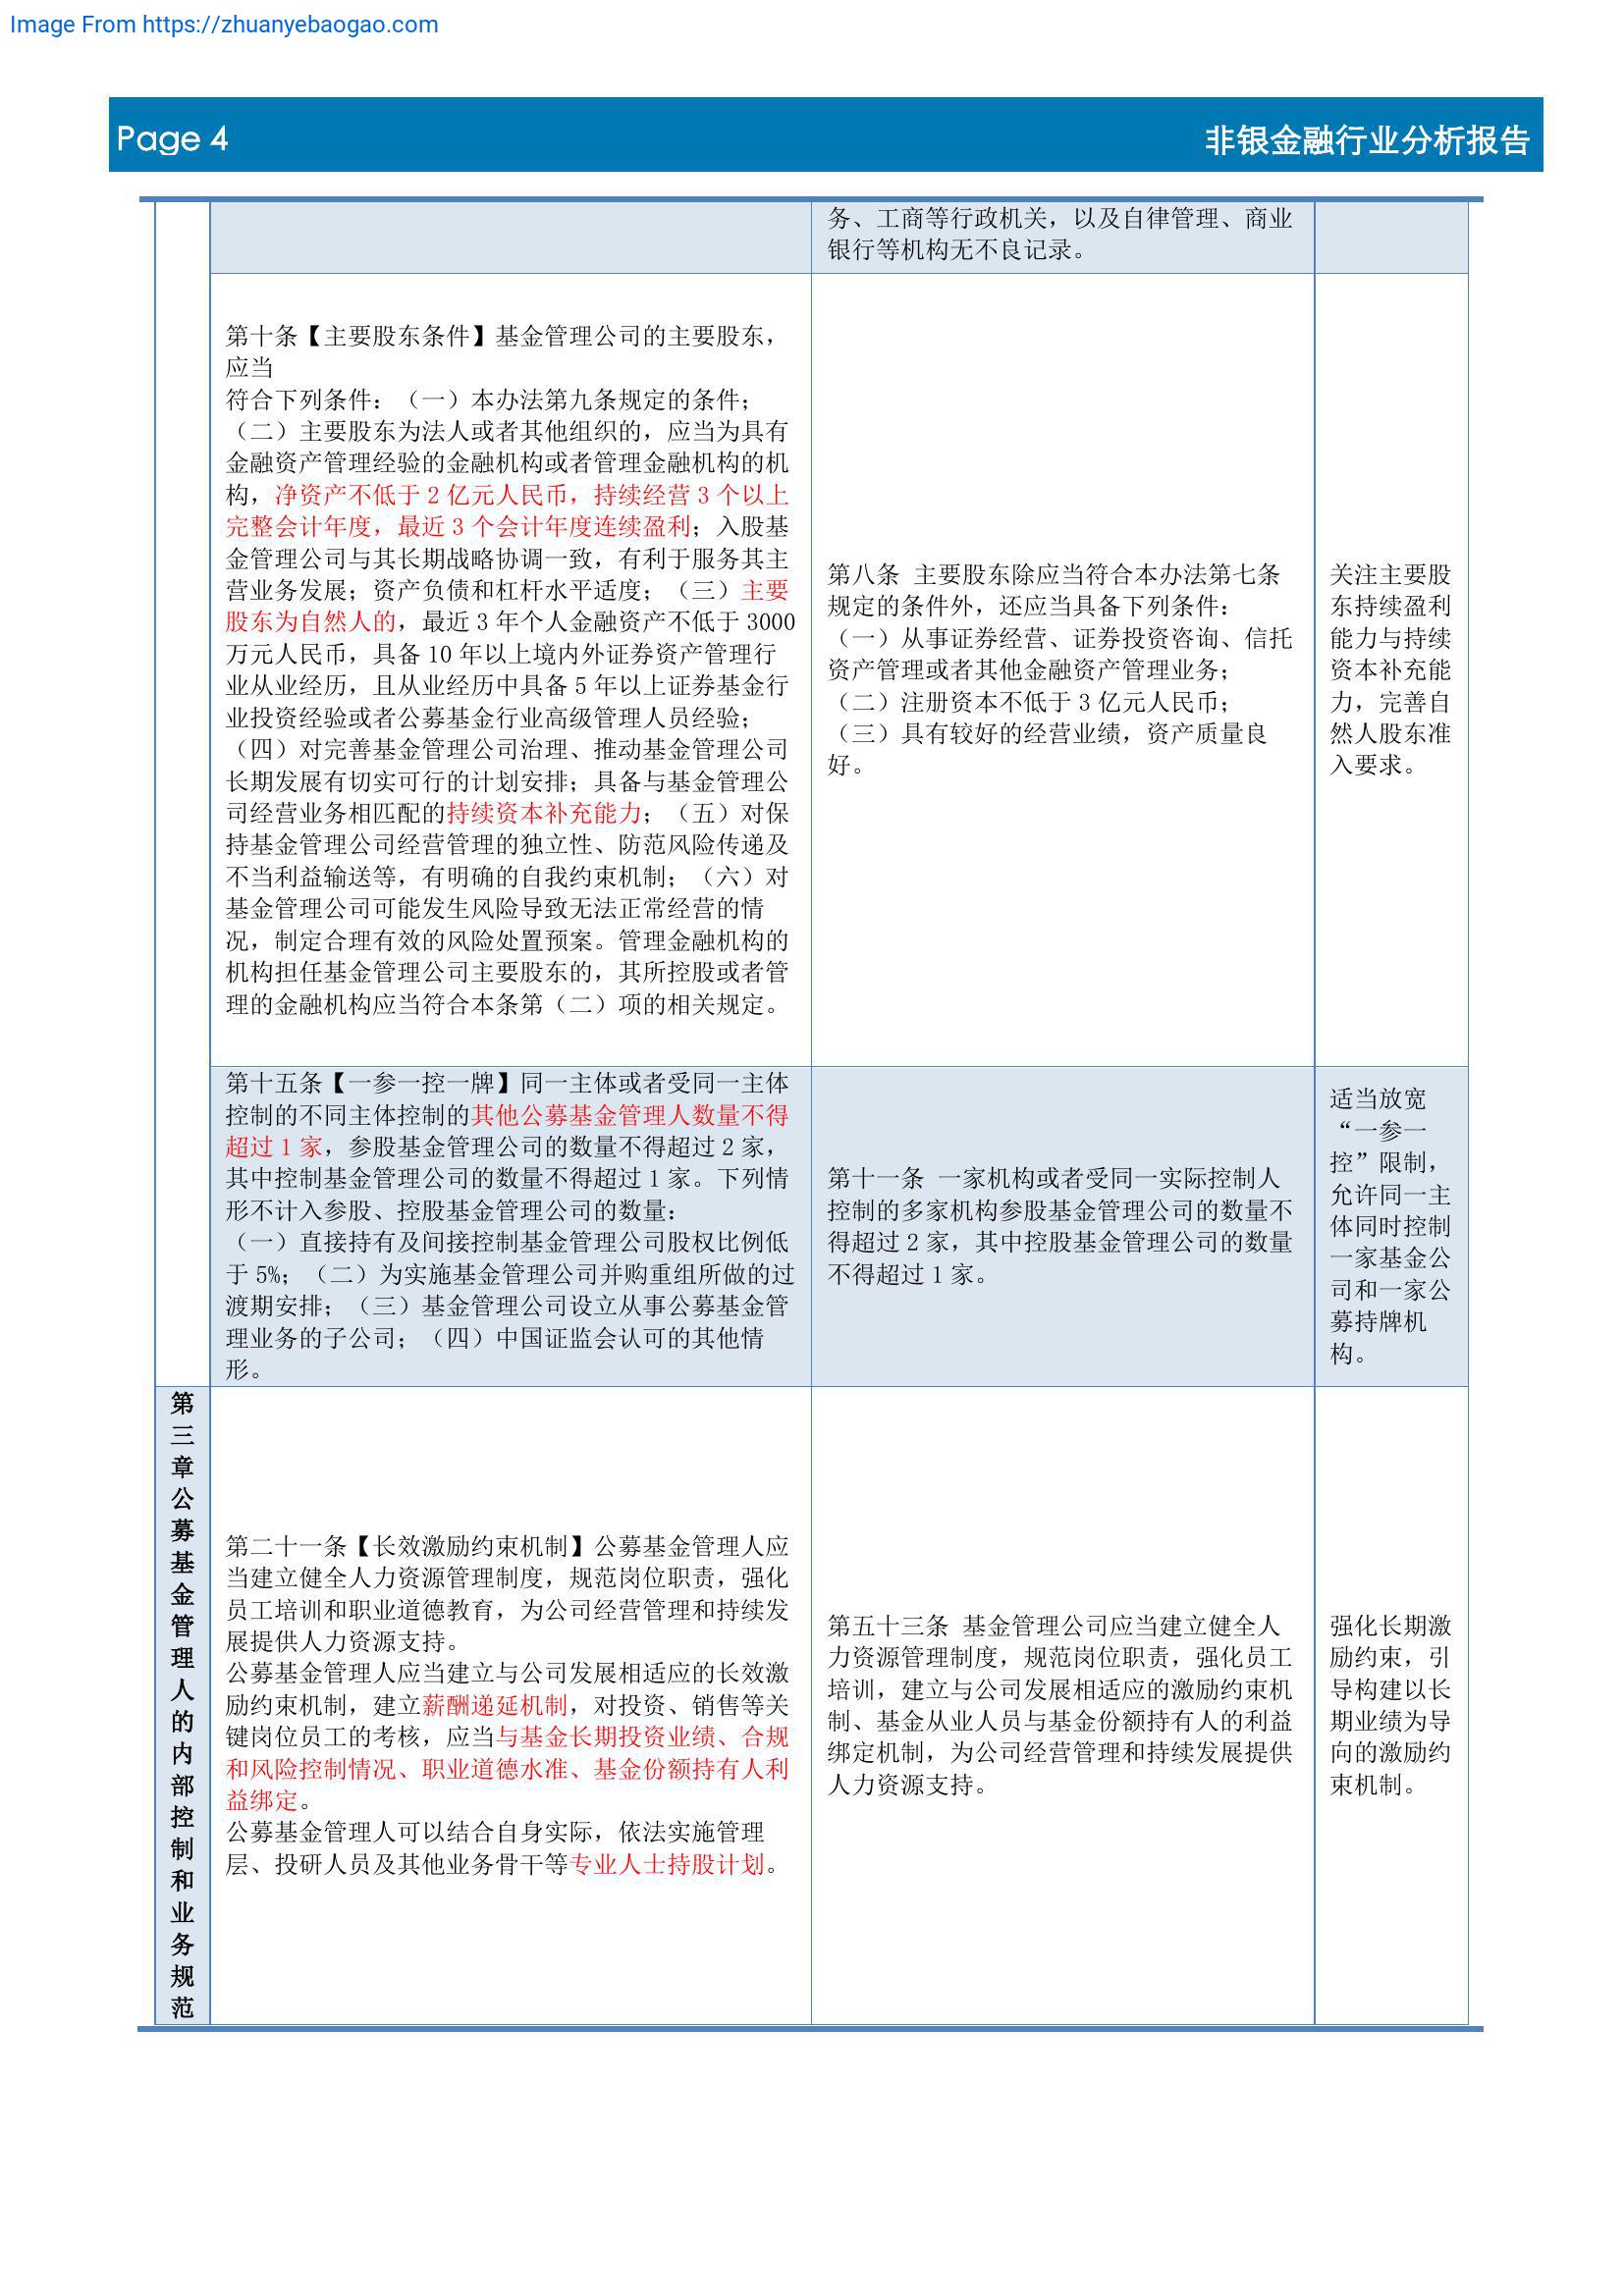 Image From https://zhuanyebaogao.com
Page 4
非银金融行业分析报告
务、工商等行政机关，以及自律管理、商业
银行等机构无不良记录。
第十条【主要股东条件】基金管理公司的主要股东，
应当
符合下列条件：（一）本办法第九条规定的条件；
（二）主要股东为法人或者其他组织的，应当为具有
金融资产管理经验的金融机构或者管理金融机构的机
构，净资产不低于 2 亿元人民币，持续经营 3 个以上
完整会计年度，最近 3 个会计年度连续盈利；入股基
金管理公司与其长期战略协调一致，有利于服务其主
营业务发展；资产负债和杠杆水平适度；（三）主要
股东为自然人的，最近 3 年个人金融资产不低于 3000
万元人民币，具备 10 年以上境内外证券资产管理行
业从业经历，且从业经历中具备 5 年以上证券基金行
业投资经验或者公募基金行业高级管理人员经验；
（四）对完善基金管理公司治理、推动基金管理公司
长期发展有切实可行的计划安排；具备与基金管理公
司经营业务相匹配的持续资本补充能力；（五）对保
持基金管理公司经营管理的独立性、防范风险传递及
不当利益输送等，有明确的自我约束机制；（六）对
基金管理公司可能发生风险导致无法正常经营的情
况，制定合理有效的风险处置预案。管理金融机构的
机构担任基金管理公司主要股东的，其所控股或者管
理的金融机构应当符合本条第（二）项的相关规定。
第八条 主要股东除应当符合本办法第七条
规定的条件外，还应当具备下列条件：
（一）从事证券经营、证券投资咨询、信托
资产管理或者其他金融资产管理业务；
（二）注册资本不低于 3 亿元人民币；
（三）具有较好的经营业绩，资产质量良
好。
关注主要股
东持续盈利
能力与持续
资本补充能
力，完善自
然人股东准
入要求。
第十五条【一参一控一牌】同一主体或者受同一主体
控制的不同主体控制的其他公募基金管理人数量不得
超过 1 家，参股基金管理公司的数量不得超过 2 家，
其中控制基金管理公司的数量不得超过 1 家。下列情
形不计入参股、控股基金管理公司的数量：
（一）直接持有及间接控制基金管理公司股权比例低
于 5%；（二）为实施基金管理公司并购重组所做的过
渡期安排；（三）基金管理公司设立从事公募基金管
理业务的子公司；（四）中国证监会认可的其他情
形。
第十一条 一家机构或者受同一实际控制人
控制的多家机构参股基金管理公司的数量不
得超过 2 家，其中控股基金管理公司的数量
不得超过 1 家。
适当放宽
“一参一
控”限制，
允许同一主
体同时控制
一家基金公
司和一家公
募持牌机
构。
第
三
章
公
募
基
金
管
理
人
的
内
部
控
制
和
业
务
规
范
第二十一条【长效激励约束机制】公募基金管理人应
当建立健全人力资源管理制度，规范岗位职责，强化
员工培训和职业道德教育，为公司经营管理和持续发
展提供人力资源支持。
公募基金管理人应当建立与公司发展相适应的长效激
励约束机制，建立薪酬递延机制，对投资、销售等关
键岗位员工的考核，应当与基金长期投资业绩、合规
和风险控制情况、职业道德水准、基金份额持有人利
益绑定。
公募基金管理人可以结合自身实际，依法实施管理
层、投研人员及其他业务骨干等专业人士持股计划。
第五十三条 基金管理公司应当建立健全人
力资源管理制度，规范岗位职责，强化员工
培训，建立与公司发展相适应的激励约束机
制、基金从业人员与基金份额持有人的利益
绑定机制，为公司经营管理和持续发展提供
人力资源支持。
强化长期激
励约束，引
导构建以长
期业绩为导
向的激励约
束机制。